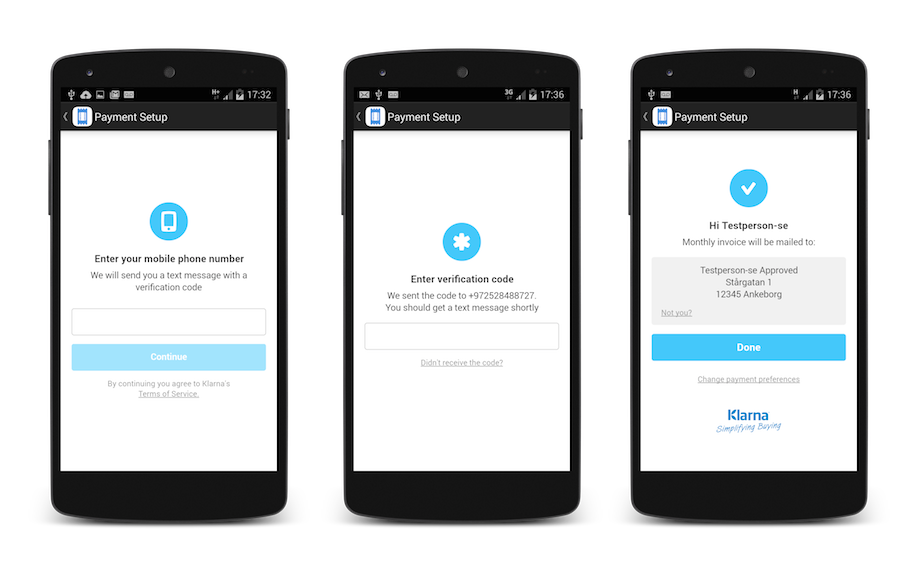 H+ 17:32
Payment Setup
Enter your mobile phone number
We will send you a text message with a
verification code
Continue
By continuing you agree to Klarna's
Terms of Service.
3G 17:36
Payment Setup
Enter verification code
We sent the code to +972528488727.
You should get a text message shortly
Didn't receive the code?
H 17:36
Payment Setup
Hi Testperson-se
Monthly invoice will be mailed to:
Testperson-se Approved
Stårgatan 1
12345 Ankeborg
Not you?
Done
Change payment preferences
Klarna
Simplifying Buying